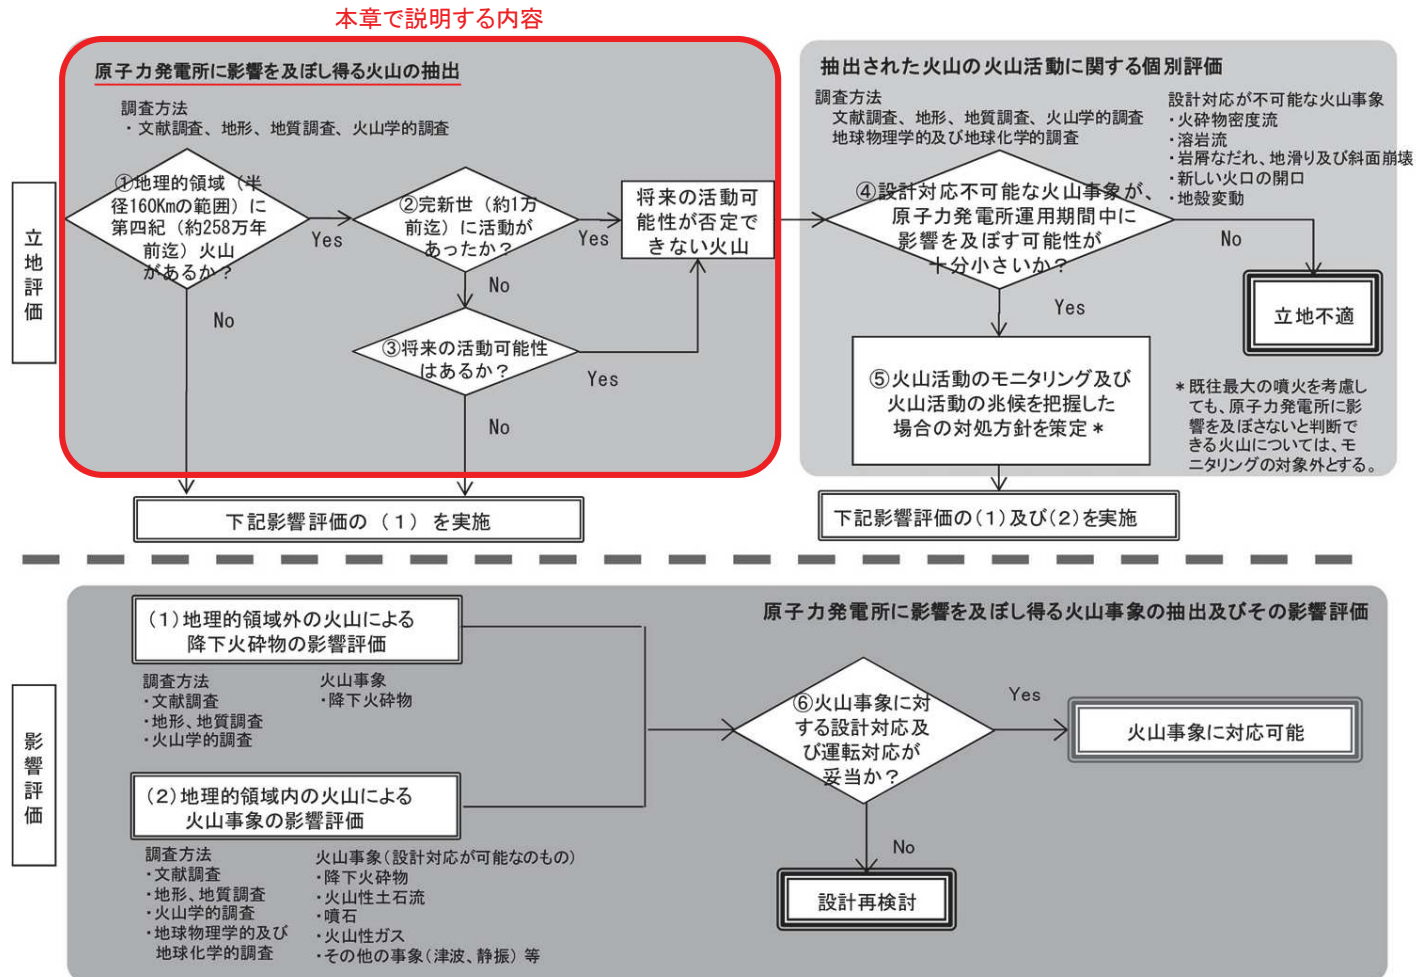 本章で説明する内容
原子力発電所に影響を及ぼし得る火山の抽出
調査方法
・文献調査、地形、地質調査、火山学的調査
立地評価
①地理的領域（半
径160Kmの範囲）に
第四紀（約258万年
前迄）火山
があるか？
Yes
No
②完新世（約1万
前迄）に活動が
あったか？
Yes
No
将来の活動可
能性が否定で
きない火山
③将来の活動可能性
はあるか？
Yes
No
下記影響評価の（1）を実施
抽出された火山の火山活動に関する個別評価
調査方法
文献調査、地形、地質調査、火山学的調査
地球物理学的及び地球化学的調査
設計対応が不可能な火山事象
・火砕物密度流
・溶岩流
・岩屑なだれ、地滑り及び斜面崩壊
・新しい火口の開口
・地殻変動
④設計対応不可能な火山事象が、
原子力発電所運用期間中に
影響を及ぼす可能性が
十分小さいか？
No
Yes
立地不適
⑤火山活動のモニタリング及び
火山活動の兆候を把握した
場合の対処方針を策定＊
＊既往最大の噴火を考慮し
ても、原子力発電所に影
響を及ぼさないと判断で
きる火山については、モ
ニタリングの対象外とする。
下記影響評価の(1)及び(2)を実施
影響評価
原子力発電所に影響を及ぼし得る火山事象の抽出及びその影響評価
(1)地理的領域外の火山による
降下火砕物の影響評価
調査方法
・文献調査
・地形、地質調査
・火山学的調査
火山事象
・降下火砕物
(2)地理的領域内の火山による
火山事象の影響評価
調査方法
・文献調査
・地形、地質調査
・火山学的調査
・地球物理学的及び
地球化学的調査
火山事象(設計対応が可能なのもの)
・降下火砕物
・火山性土石流
・噴石
・火山性ガス
・その他の事象(津波、静振)等
⑥火山事象に対
する設計対応及
び運転対応が
妥当か？
Yes
No
火山事象に対応可能
設計再検討